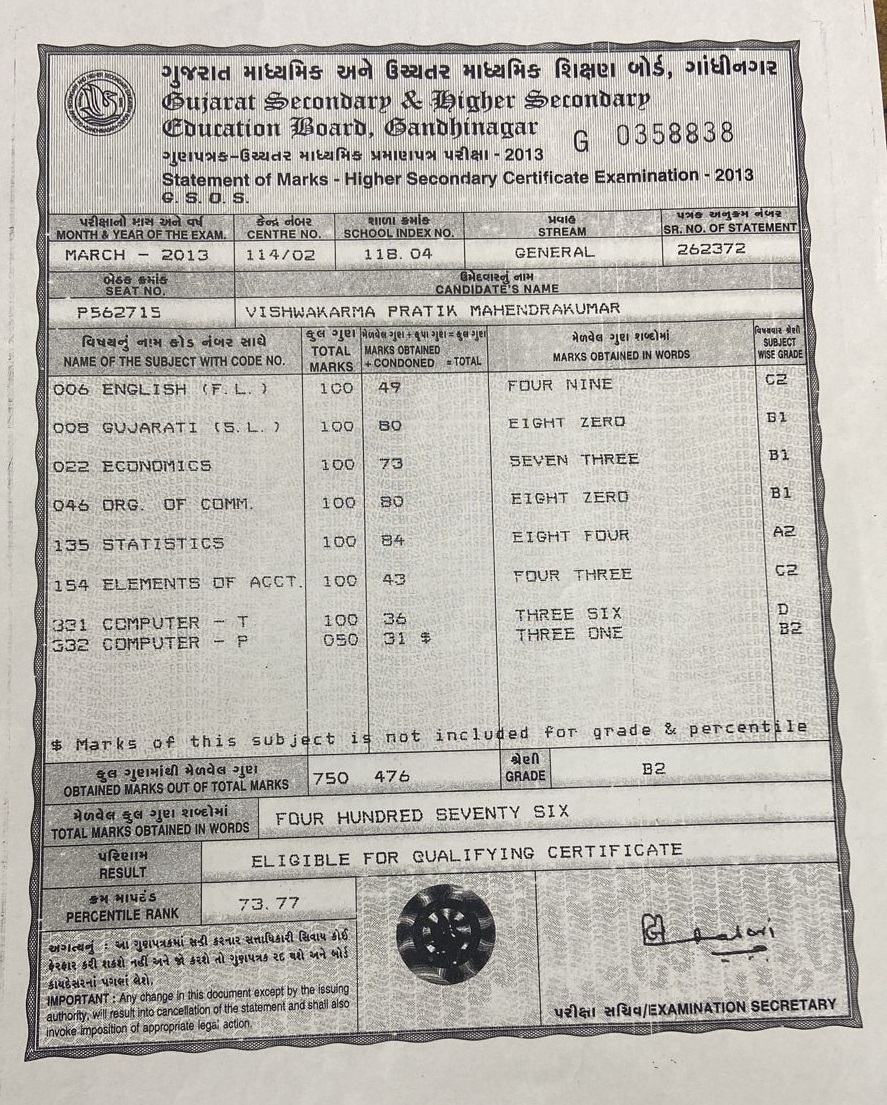 ગુજરાત માધ્યમિક અને ઉચ્ચતર માધ્યમિક શિક્ષણ બોર્ડ, ગાંધીનગર
Gujarat Secondary & Higher Secondary
Education Board, Gandhinagar
G 0358838
ગુણપત્રક-ઉચ્ચતર માધ્યમિક પ્રમાણપત્ર પરીક્ષા - 2013
Statement of Marks - Higher Secondary Certificate Examination - 2013
G. S. O. S.
પરીક્ષાનો માસ અને વર્ષ કેન્દ્ર નંબર શાળા ક્રમાંક પ્રવાહ પત્રક અનુક્રમ નંબર
MONTH & YEAR OF THE EXAM. CENTRE NO. SCHOOL INDEX NO. STREAM SR. NO. OF STATEMENT
MARCH - 2013 114/02 118. 04 GENERAL 262372
બેઠક ક્રમાંક ઉમેદવારનું નામ
SEAT NO. CANDIDATE'S NAME
P562715 VISHWAKARMA PRATIK MAHENDRAKUMAR
વિષયનું નામ કોડ નંબર સાથે કુલ ગુણ મેળવેલ ગુણ + કૃપા ગુણ = કુલ ગુણ મેળવેલ ગુણ શબ્દોમાં વિષયવાર શ્રેણી
NAME OF THE SUBJECT WITH CODE NO. TOTAL MARKS MARKS OBTAINED + CONDONED = TOTAL MARKS OBTAINED IN WORDS SUBJECT WISE GRADE
006 ENGLISH (F. L. ) 100 49 FOUR NINE C2
008 GUJARATI (S. L. ) 100 80 EIGHT ZERO B1
022 ECONOMICS 100 73 SEVEN THREE B1
046 ORG. OF COMM. 100 80 EIGHT ZERO B1
135 STATISTICS 100 84 EIGHT FOUR A2
154 ELEMENTS OF ACCT. 100 43 FOUR THREE C2
331 COMPUTER - T 100 36 THREE SIX D
332 COMPUTER - P 050 31 $ THREE ONE B2
$ Marks of this subject is not included for grade & percentile
કુલ ગુણમાંથી મેળવેલ ગુણ શ્રેણી
OBTAINED MARKS OUT OF TOTAL MARKS 750 476 GRADE B2
મેળવેલ કુલ ગુણ શબ્દોમાં
TOTAL MARKS OBTAINED IN WORDS FOUR HUNDRED SEVENTY SIX
પરિણામ
RESULT ELIGIBLE FOR QUALIFYING CERTIFICATE
ક્રમ માપદંડ
PERCENTILE RANK 73.77
અગત્યનું : આ ગુણપત્રકમાં સહી કરનાર સત્તાધિકારી સિવાય કોઈ
ફેરફાર કરી શકશે નહીં અને જો કરશે તો ગુણપત્રક રદ થશે અને બોર્ડ
કાયદેસરનાં પગલાં લેશે.
IMPORTANT : Any change in this document except by the issuing
authority, will result into cancellation of the statement and shall also
invoke imposition of appropriate legal action.
પરીક્ષા સચિવ/EXAMINATION SECRETARY